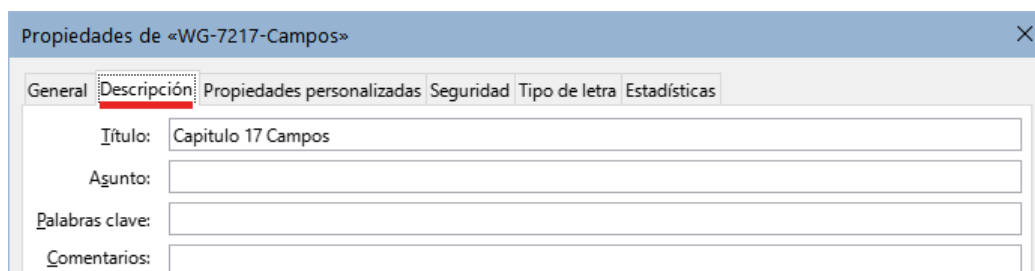 Propiedades de «WG-7217-Campos»
General Descripción Propiedades personalizadas Seguridad Tipo de letra Estadísticas
Título: Capitulo 17 Campos
Asunto:
Palabras clave:
Comentarios: